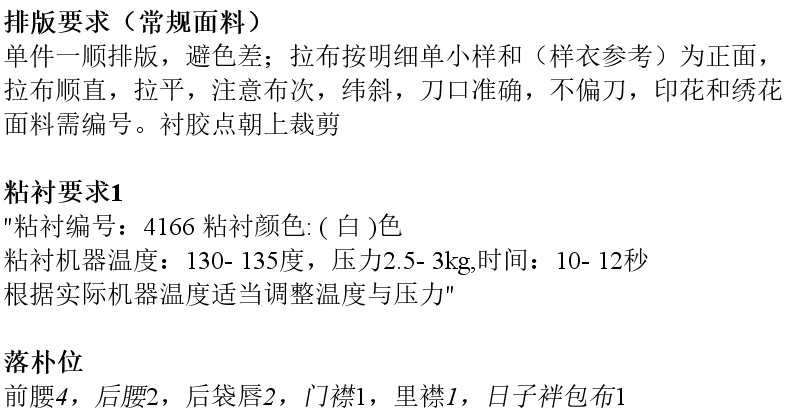 排版要求（常规面料）
单件一顺排版，避色差；拉布按明细单小样和（样衣参考）为正面，
拉布顺直，拉平，注意布次，纬斜，刀口准确，不偏刀，印花和绣花
面料需编号。衬胶点朝上裁剪
粘衬要求1
"粘衬编号：4166 粘衬颜色: ( 白 )色
粘衬机器温度：130- 135度，压力2.5- 3kg,时间：10- 12秒
根据实际机器温度适当调整温度与压力"
落朴位
前腰4，后腰2，后袋唇2，门襟1，里襟1，日子袢包布1